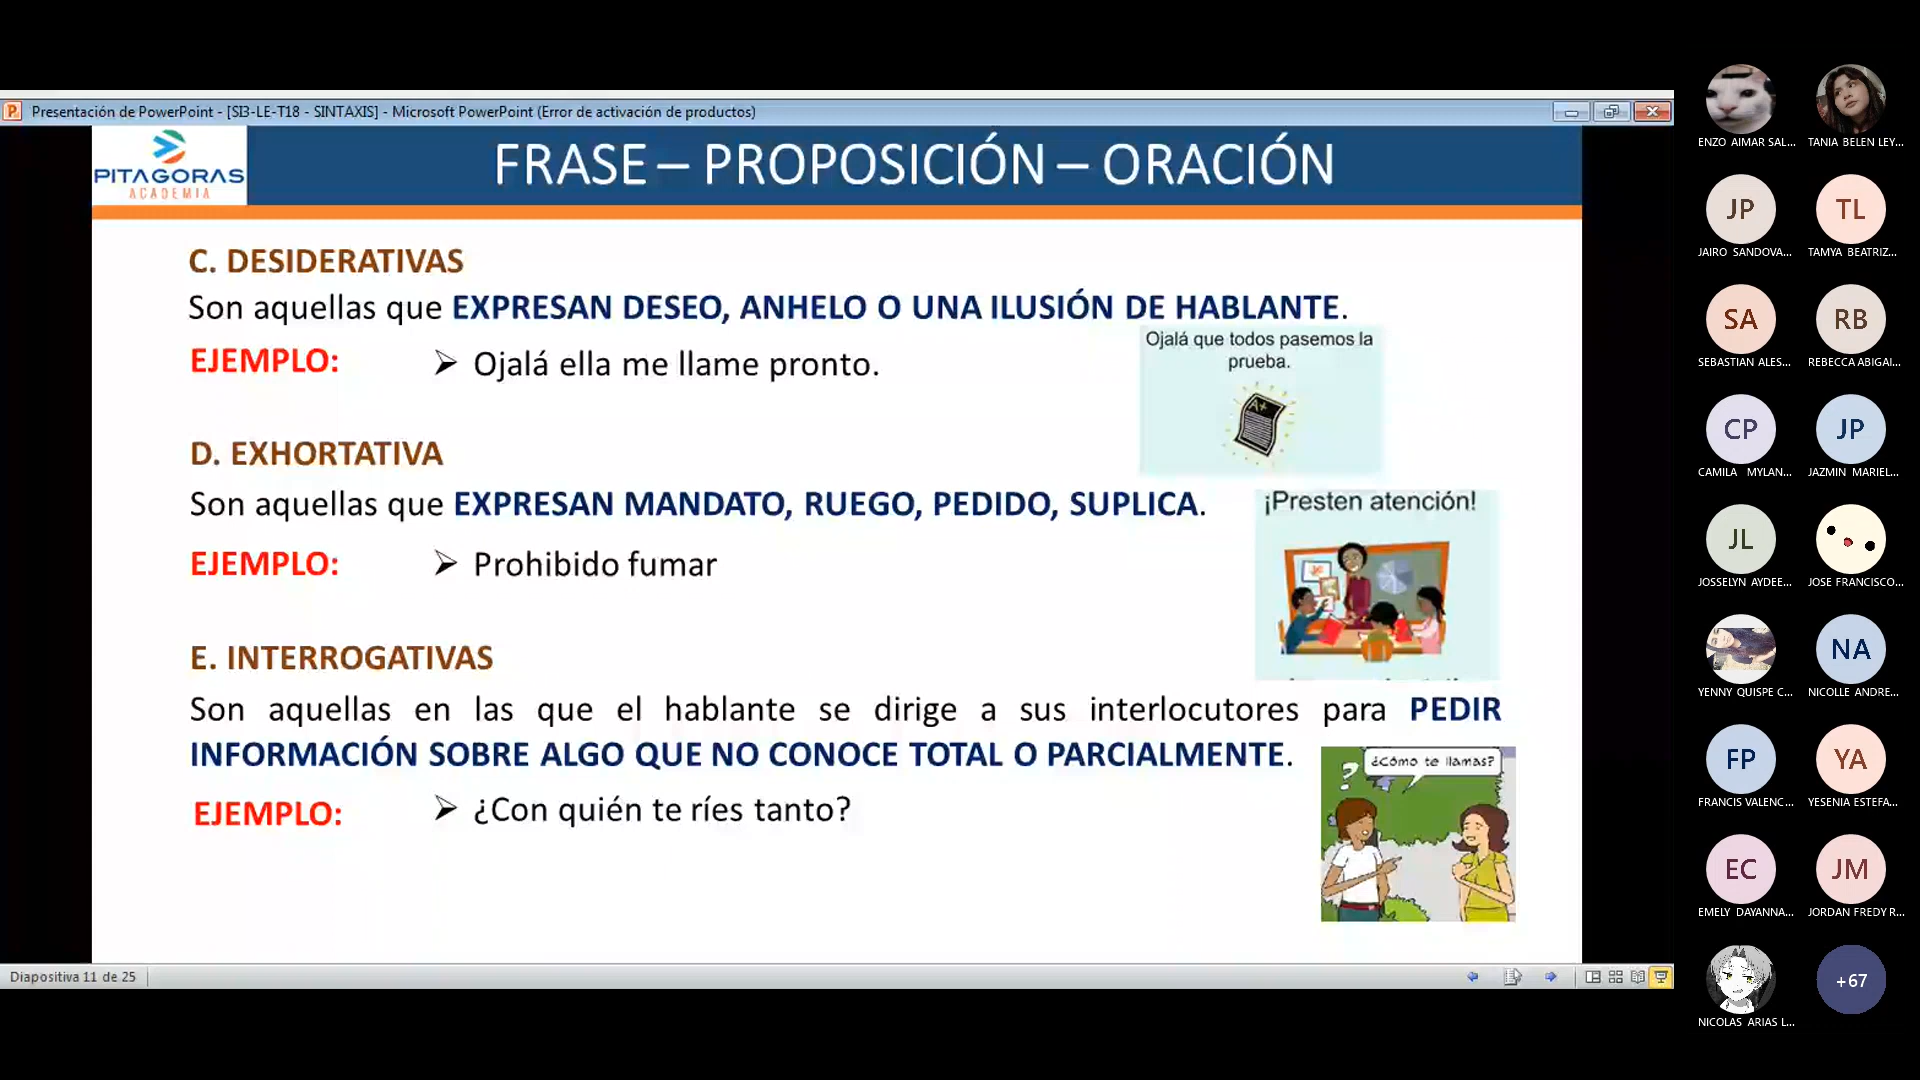 Presentación de PowerPoint - [SI3-LE-T18 - SINTAXIS] - Microsoft PowerPoint (Error de activación de productos)
PITAGORAS
ACADEMIA
FRASE – PROPOSICIÓN – ORACIÓN
C. DESIDERATIVAS
Son aquellas que EXPRESAN DESEO, ANHELO O UNA ILUSIÓN DE HABLANTE.
EJEMPLO:
➢ Ojalá ella me llame pronto.
Ojalá que todos pasemos la
prueba.
A+
D. EXHORTATIVA
Son aquellas que EXPRESAN MANDATO, RUEGO, PEDIDO, SUPLICA.
EJEMPLO:
➢ Prohibido fumar
¡Presten atención!
E. INTERROGATIVAS
Son aquellas en las que el hablante se dirige a sus interlocutores para PEDIR
INFORMACIÓN SOBRE ALGO QUE NO CONOCE TOTAL O PARCIALMENTE.
EJEMPLO:
➢ ¿Con quién te ríes tanto?
¿Cómo te llamas?
?
Diapositiva 11 de 25
ENZO AIMAR SAL...
TANIA BELEN LEY...
JP
JAIRO SANDOVA...
TL
TAMYA BEATRIZ...
SA
SEBASTIAN ALES...
RB
REBECCA ABIGAI...
CP
CAMILA MYLAN...
JP
JAZMIN MARIEL...
JL
JOSSELYN AYDEE...
JOSE FRANCISCO...
YENNY QUISPE C...
NA
NICOLLE ANDRE...
FP
FRANCIS VALENC...
YA
YESENIA ESTEFA...
EC
EMELY DAYANNA...
JM
JORDAN FREDY R...
NICOLAS ARIAS L...
+67